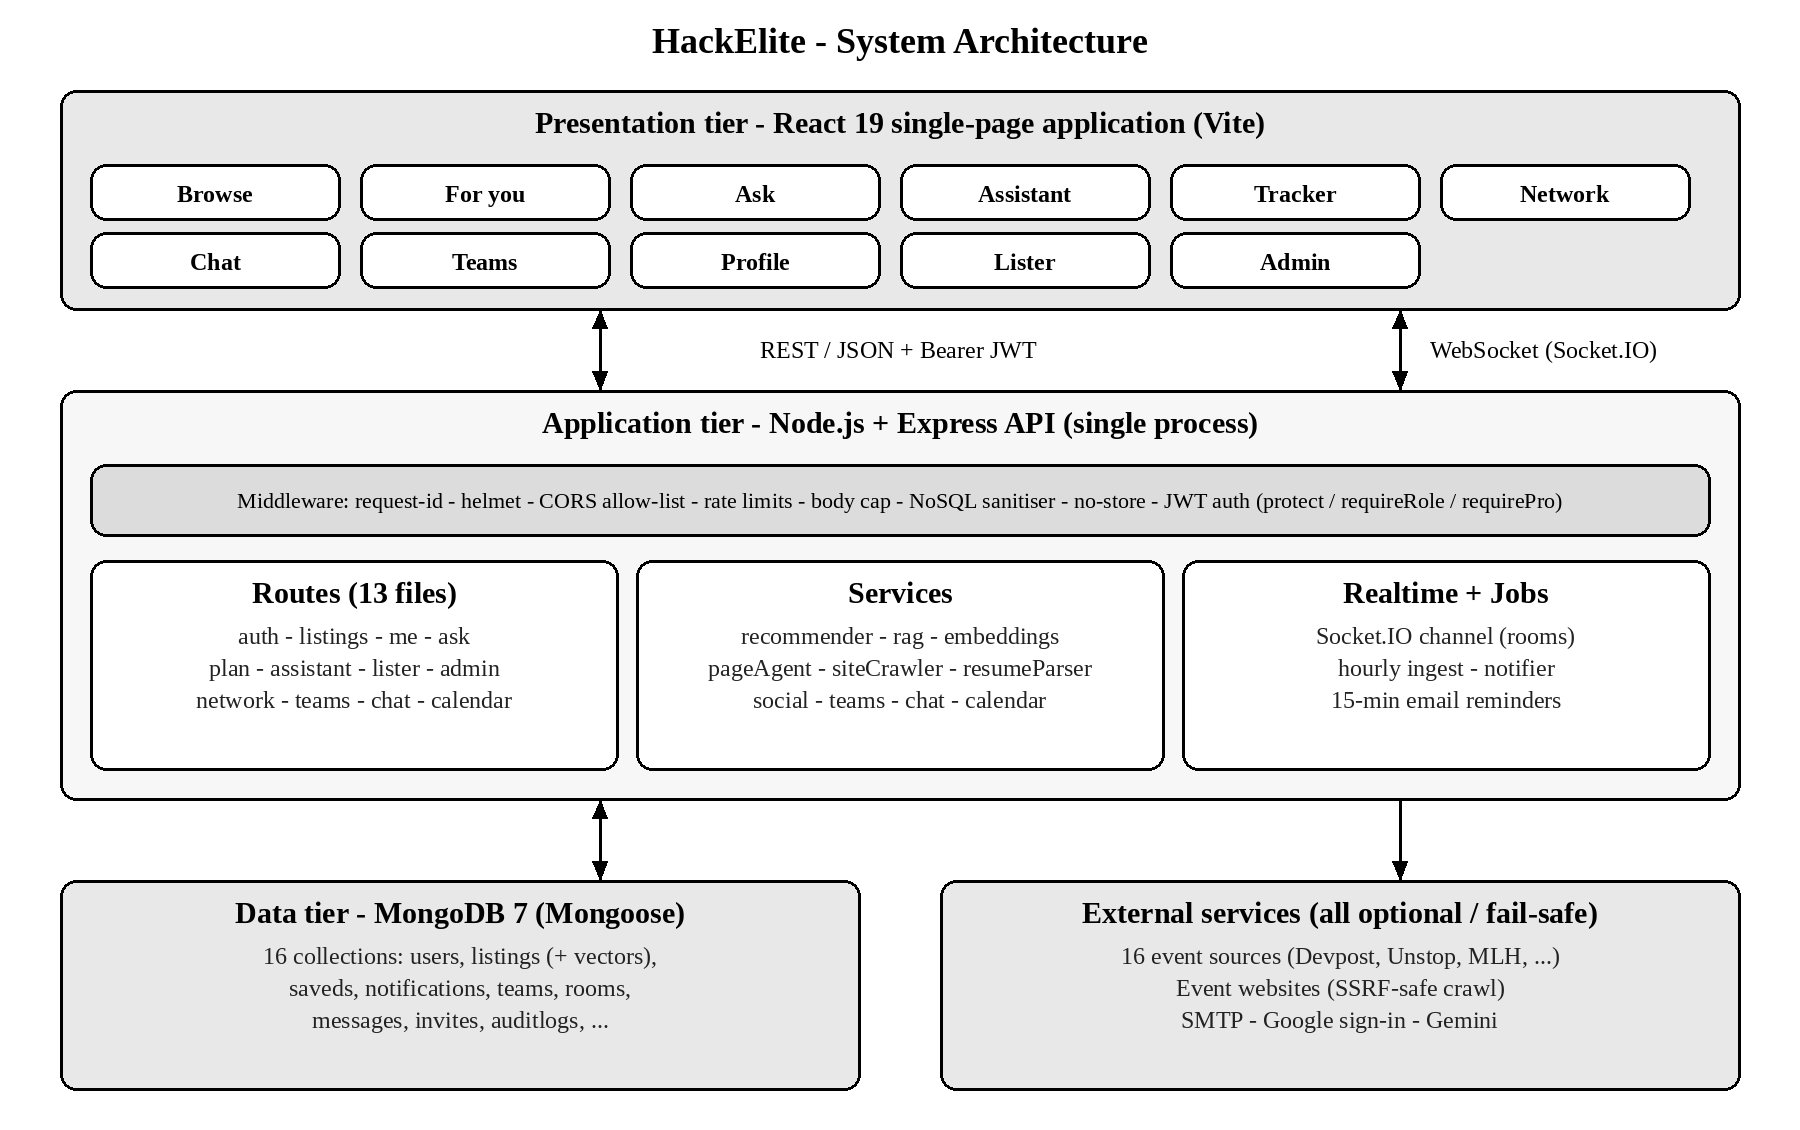 HackElite - System Architecture
Presentation tier - React 19 single-page application (Vite)
Browse
For you
Ask
Assistant
Tracker
Network
Chat
Teams
Profile
Lister
Admin
REST / JSON + Bearer JWT
WebSocket (Socket.IO)
Application tier - Node.js + Express API (single process)
Middleware: request-id - helmet - CORS allow-list - rate limits - body cap - NoSQL sanitiser - no-store - JWT auth (protect / requireRole / requirePro)
Routes (13 files)
auth - listings - me - ask
plan - assistant - lister - admin
network - teams - chat - calendar
Services
recommender - rag - embeddings
pageAgent - siteCrawler - resumeParser
social - teams - chat - calendar
Realtime + Jobs
Socket.IO channel (rooms)
hourly ingest - notifier
15-min email reminders
Data tier - MongoDB 7 (Mongoose)
16 collections: users, listings (+ vectors),
saveds, notifications, teams, rooms,
messages, invites, auditlogs, ...
External services (all optional / fail-safe)
16 event sources (Devpost, Unstop, MLH, ...)
Event websites (SSRF-safe crawl)
SMTP - Google sign-in - Gemini